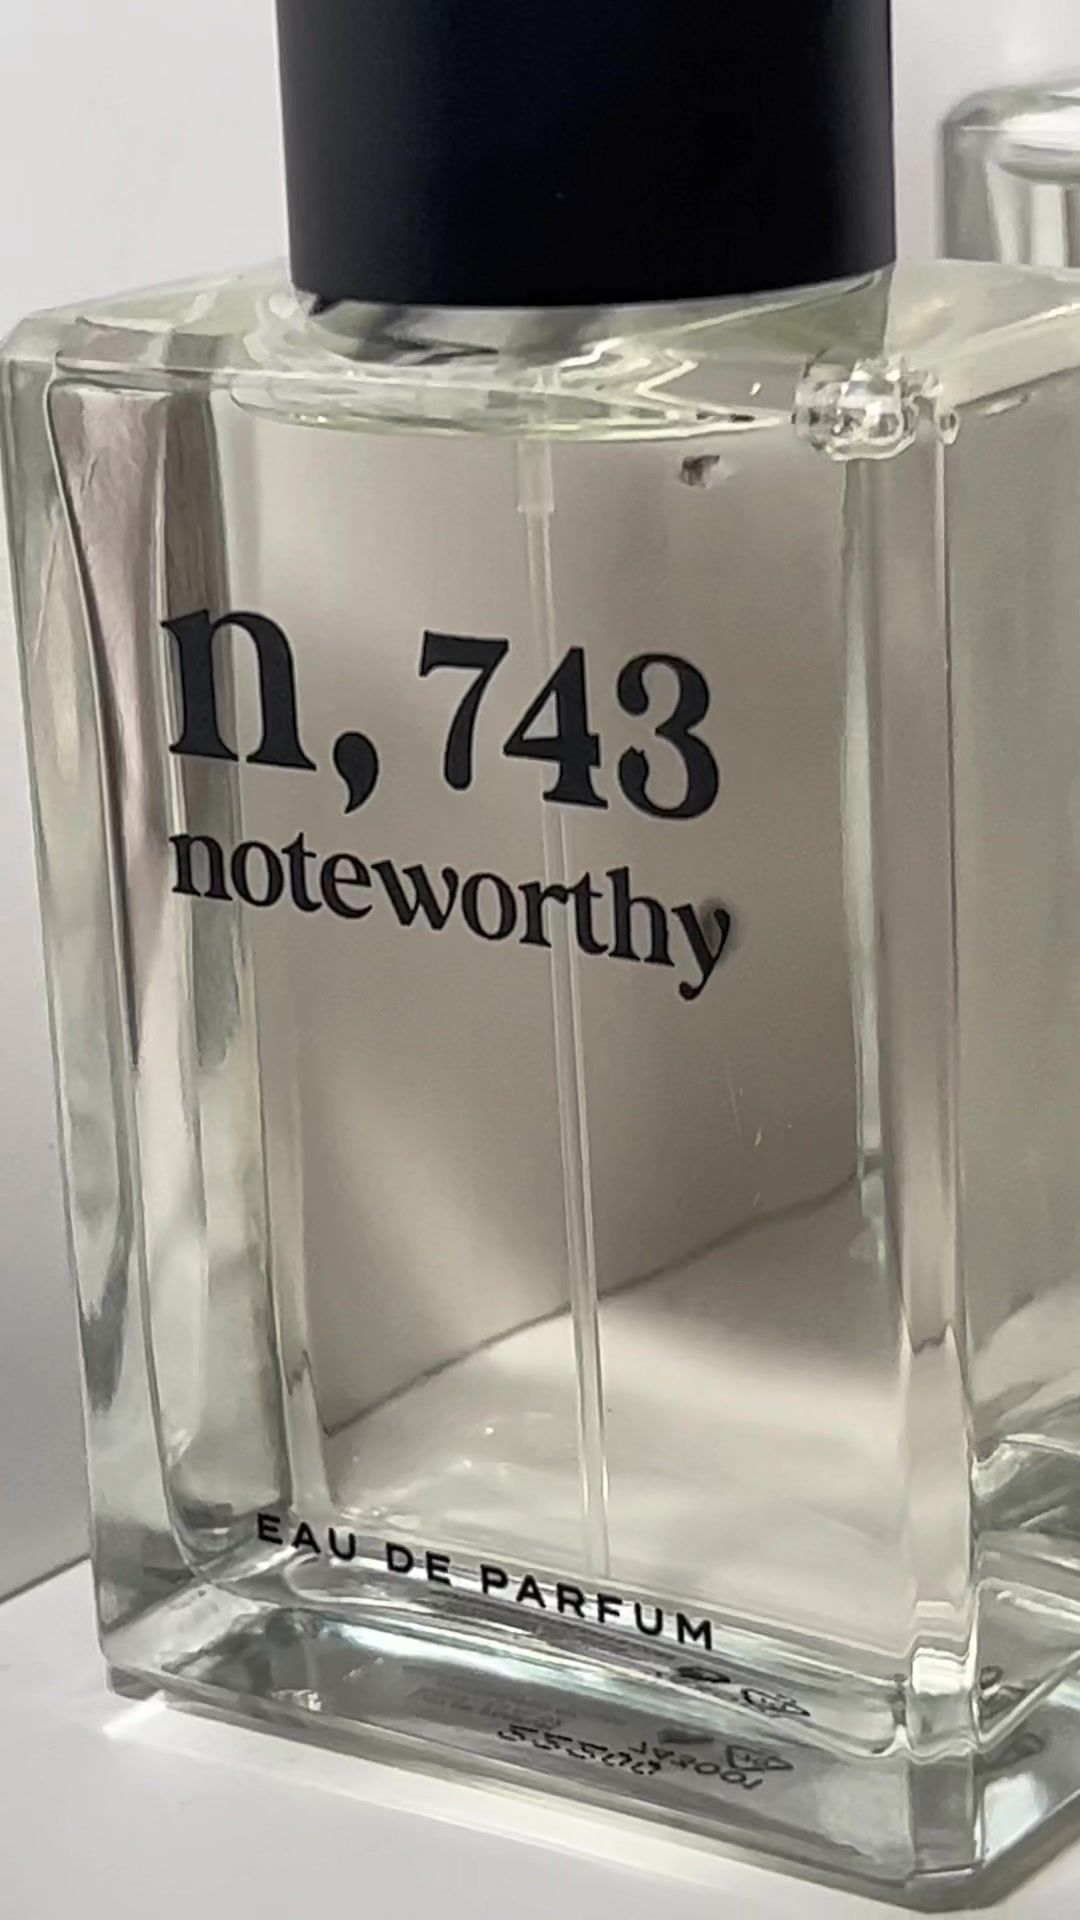 n, 743
noteworthy
EAU DE PARFUM